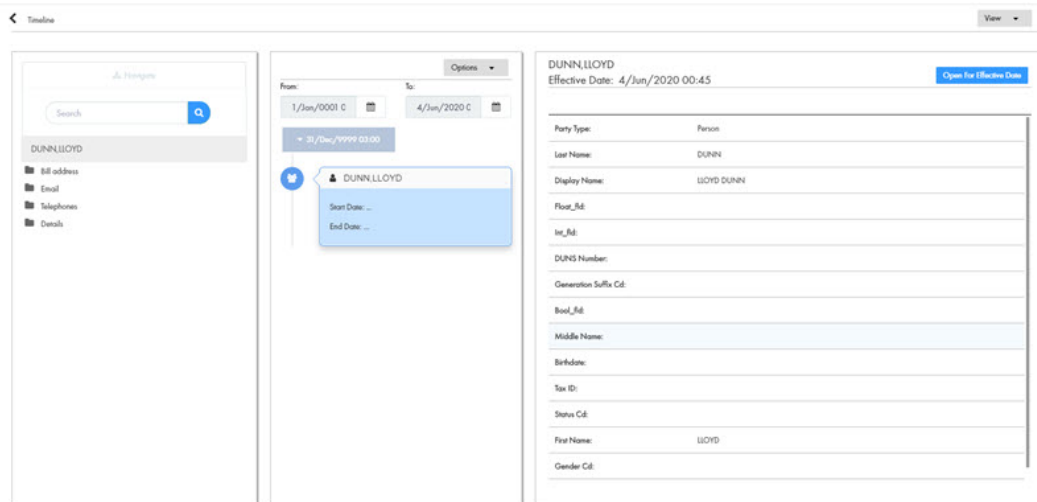 Timeline
View
Navigate
Search
DUNN,LLOYD
Bill address
Email
Telephones
Details
Options
From:
To:
1/Jan/0001 0
4/Jun/2020 0
31/Dec/9999 03:00
DUNN,LLOYD
Start Date: ...
End Date: ...
DUNN,LLOYD
Effective Date: 4/Jun/2020 00:45
Open For Effective Date
Party Type: Person
Last Name: DUNN
Display Name: LLOYD DUNN
Float_fld:
Int_fld:
DUNS Number:
Generation Suffix Cd:
Bool_fld:
Middle Name:
Birthdate:
Tax ID:
Status Cd:
First Name: LLOYD
Gender Cd: